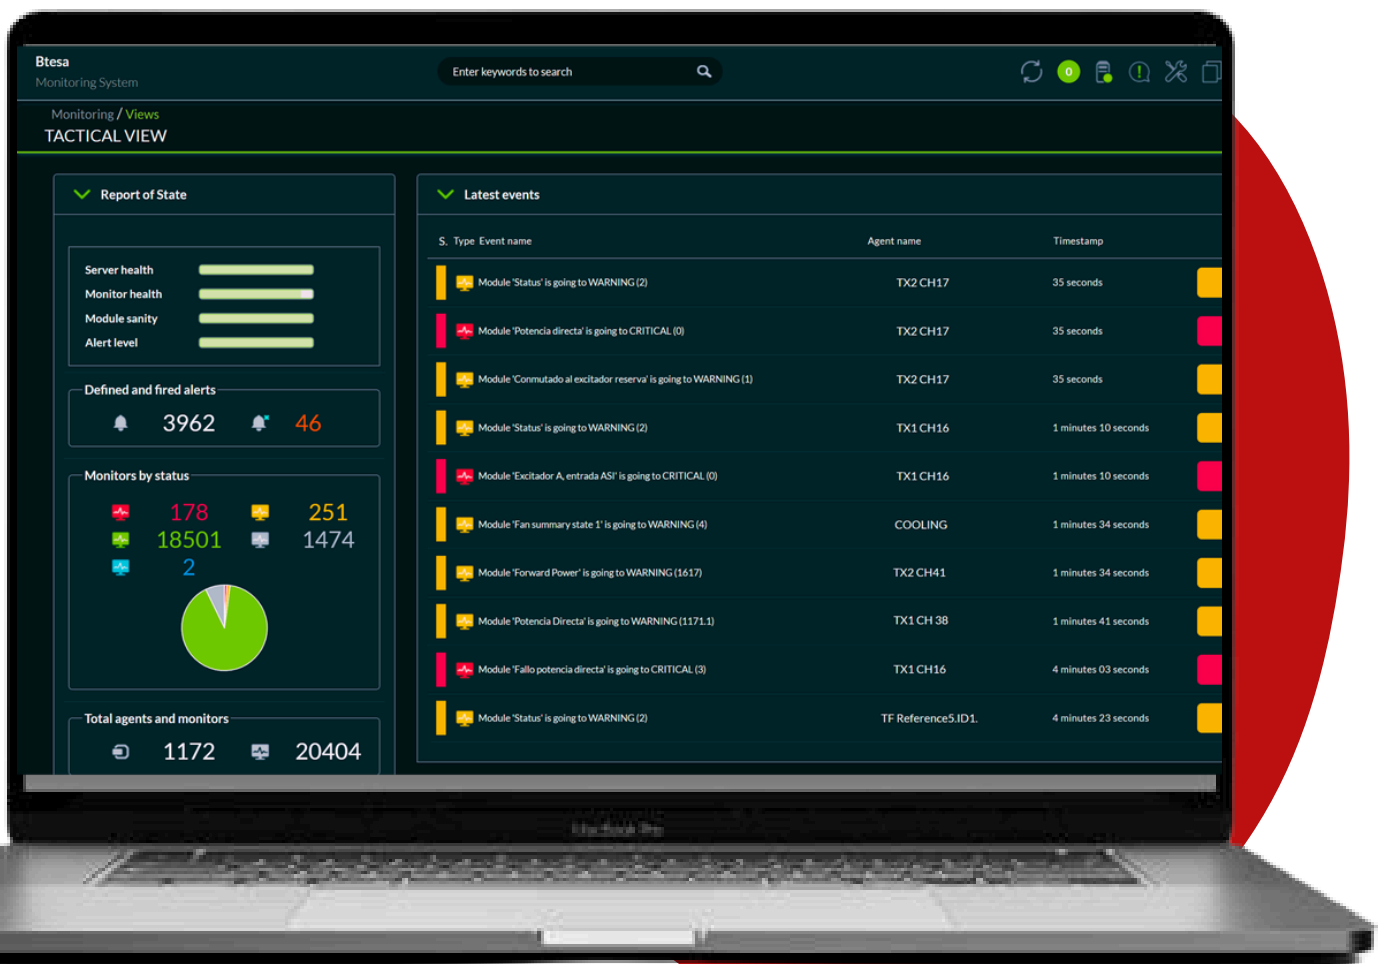 Btesa
Monitoring System
Enter keywords to search
0
Monitoring / Views
TACTICAL VIEW
Report of State
Server health
Monitor health
Module sanity
Alert level
Defined and fired alerts
3962 46
Monitors by status
178 251
18501 1474
2
Total agents and monitors
1172 20404
Latest events
S. Type Event name Agent name Timestamp
Module 'Status' is going to WARNING (2) TX2 CH17 35 seconds
Module 'Potencia directa' is going to CRITICAL (0) TX2 CH17 35 seconds
Module 'Conmutado al excitador reserva' is going to WARNING (1) TX2 CH17 35 seconds
Module 'Status' is going to WARNING (2) TX1 CH16 1 minutes 10 seconds
Module 'Excitador A, entrada ASI' is going to CRITICAL (0) TX1 CH16 1 minutes 10 seconds
Module 'Fan summary state 1' is going to WARNING (4) COOLING 1 minutes 34 seconds
Module 'Forward Power' is going to WARNING (1617) TX2 CH41 1 minutes 34 seconds
Module 'Potencia Directa' is going to WARNING (1171.1) TX1 CH 38 1 minutes 41 seconds
Module 'Fallo potencia directa' is going to CRITICAL (3) TX1 CH16 4 minutes 03 seconds
Module 'Status' is going to WARNING (2) TF Reference5.ID1. 4 minutes 23 seconds
MacBook Pro